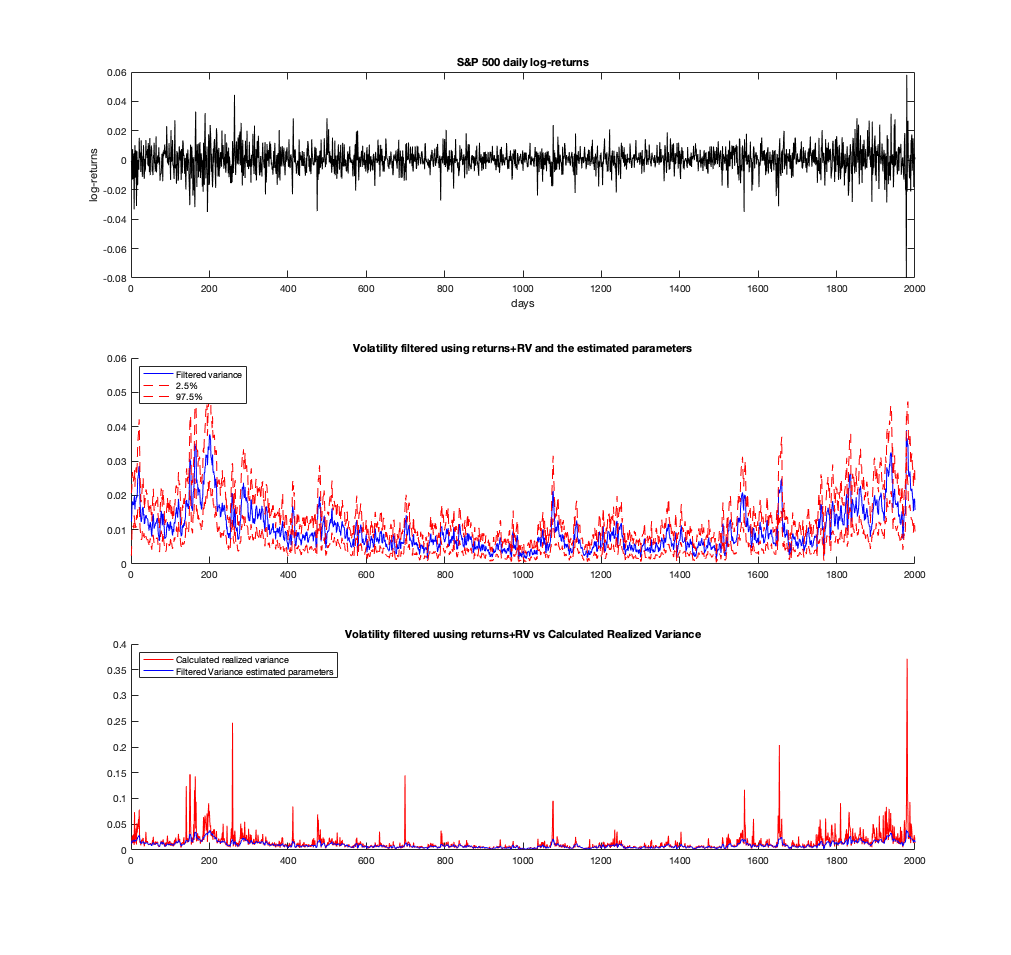 S&P 500 daily log-returns
0.06
0.04
0.02
0
-0.02
-0.04
-0.06
-0.08
log-returns
0 200 400 600 800 1000 1200 1400 1600 1800 2000
days
Volatility filtered using returns+RV and the estimated parameters
0.06
0.05
0.04
0.03
0.02
0.01
0
Filtered variance
2.5%
97.5%
0 200 400 600 800 1000 1200 1400 1600 1800 2000
Volatility filtered uusing returns+RV vs Calculated Realized Variance
0.4
0.35
0.3
0.25
0.2
0.15
0.1
0.05
0
Calculated realized variance
Filtered Variance estimated parameters
0 200 400 600 800 1000 1200 1400 1600 1800 2000